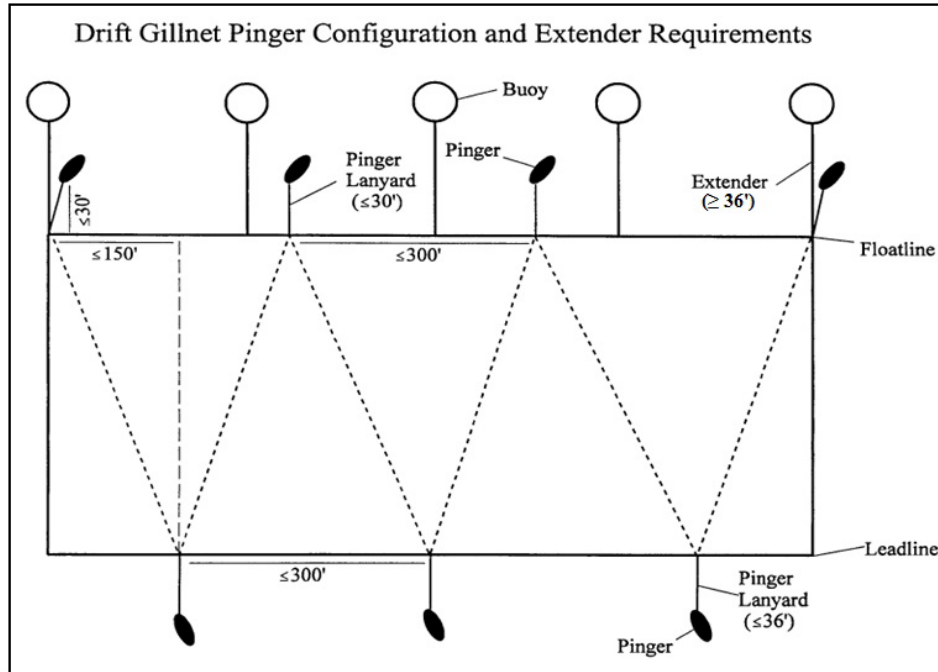 Drift Gillnet Pinger Configuration and Extender Requirements
Buoy
Pinger
Lanyard
(≤30')
Pinger
Extender
(≥ 36')
≤30'
≤150'
≤300'
Floatline
≤300'
Leadline
Pinger
Lanyard
(≤36')
Pinger